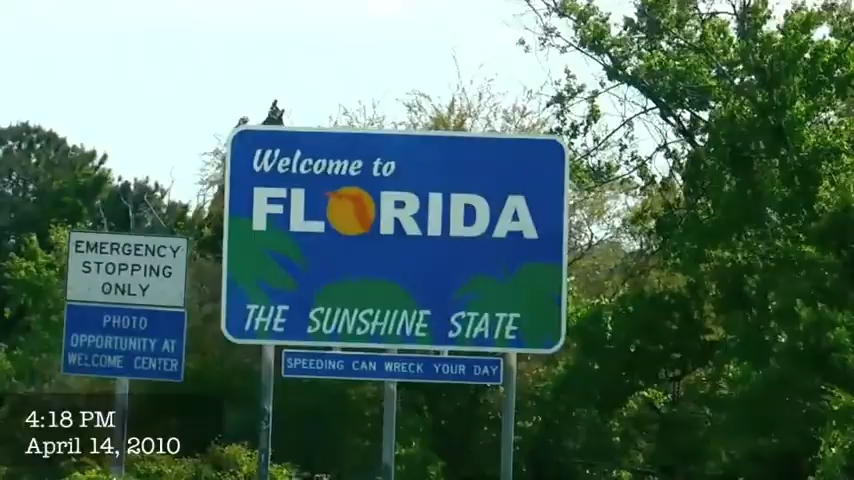 Welcome to
FLORIDA
THE SUNSHINE STATE
SPEEDING CAN WRECK YOUR DAY
EMERGENCY
STOPPING
ONLY
PHOTO
OPPORTUNITY AT
WELCOME CENTER
4:18 PM
April 14, 2010